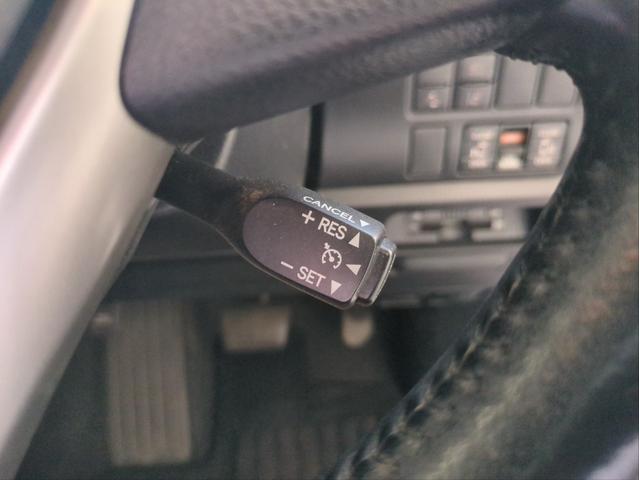 CANCEL ▼
+ RES ▲
− SET ▼